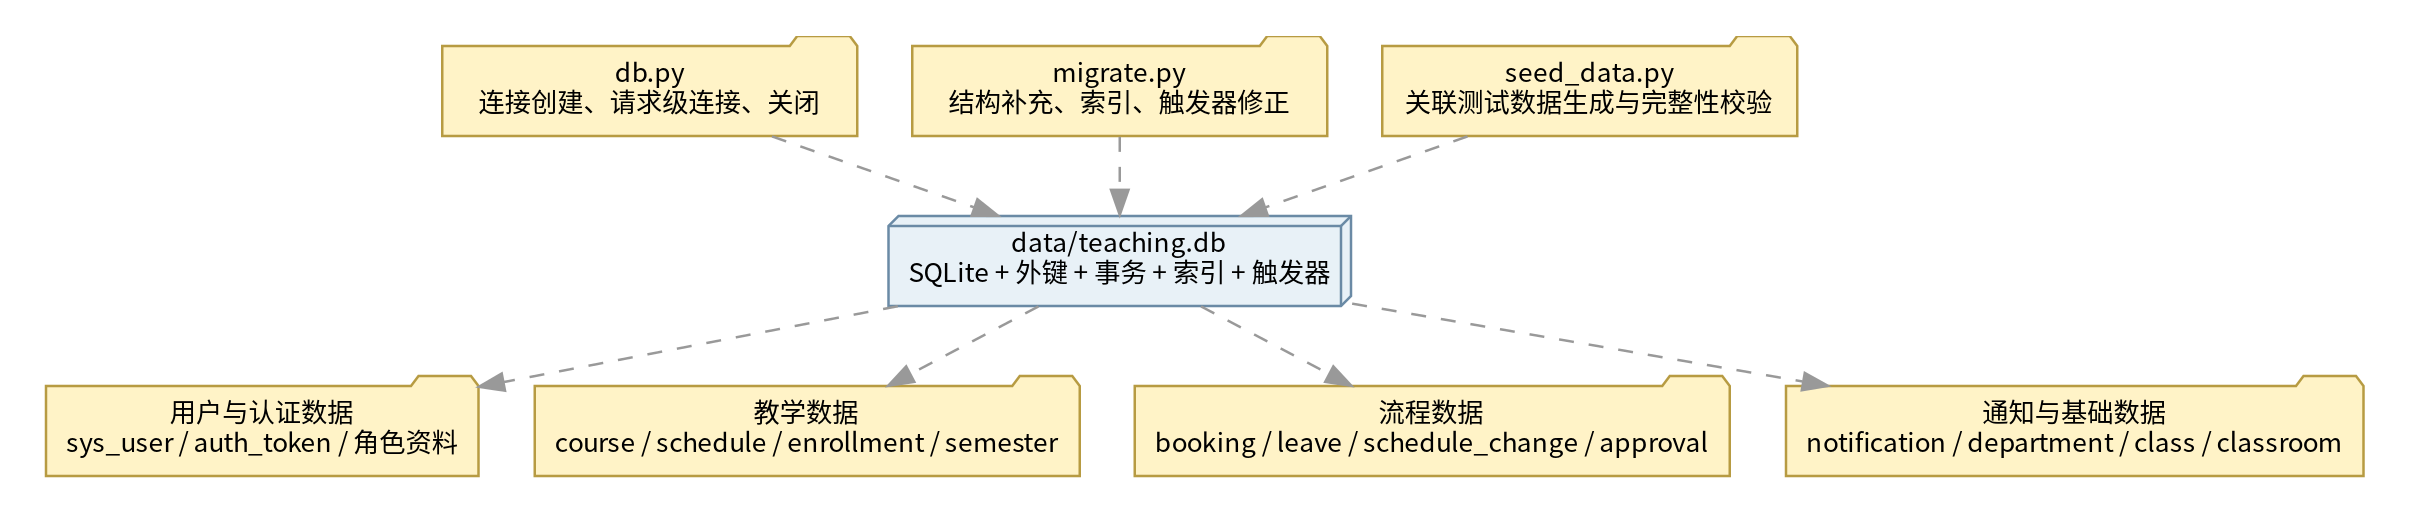 db.py
连接创建、请求级连接、关闭
migrate.py
结构补充、索引、触发器修正
seed_data.py
关联测试数据生成与完整性校验
data/teaching.db
SQLite + 外键 + 事务 + 索引 + 触发器
用户与认证数据
sys_user / auth_token / 角色资料
教学数据
course / schedule / enrollment / semester
流程数据
booking / leave / schedule_change / approval
通知与基础数据
notification / department / class / classroom